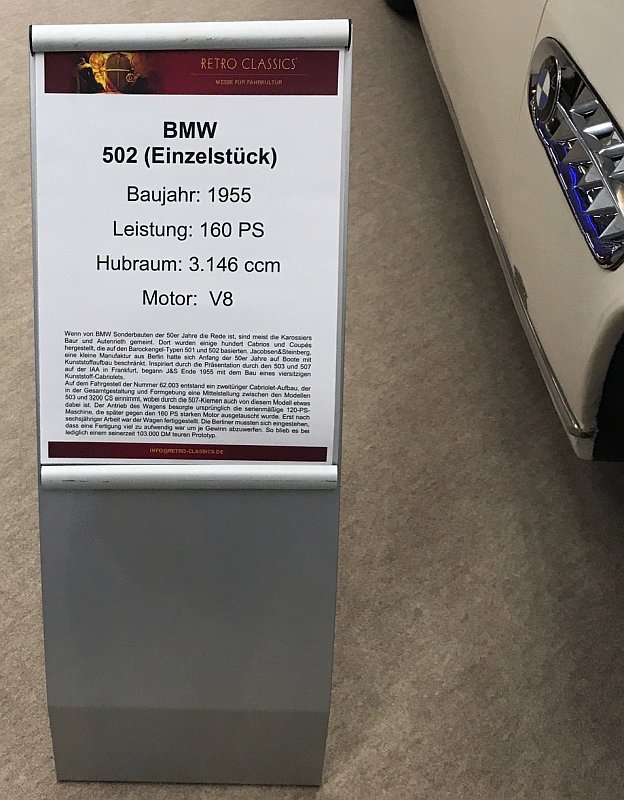 RETRO CLASSICS
MESSE FÜR FAHRKULTUR
BMW
502 (Einzelstück)
Baujahr: 1955
Leistung: 160 PS
Hubraum: 3.146 ccm
Motor: V8
Wenn von BMW Sonderbauten der 50er Jahre die Rede ist, sind meist die Karossiers
Baur und Autenrieth gemeint. Dort wurden einige hundert Cabrios und Coupés
hergestellt, die auf den Barockengel-Typen 501 und 502 basierten. Jacobsen&Steinberg,
eine kleine Manufaktur aus Berlin hatte sich Anfang der 50er Jahre auf Boote mit
Kunststoffaufbau beschränkt. Inspiriert durch die Präsentation durch den 503 und 507
auf der IAA in Frankfurt, begann J&S Ende 1955 mit dem Bau eines viersitzigen
Kunststoff-Cabriolets.
Auf dem Fahrgestell der Nummer 62.003 entstand ein zweitüriger Cabriolet-Aufbau, der
in der Gesamtgestaltung und Formgebung eine Mittelstellung zwischen den Modellen
503 und 3200 CS einnimmt, wobei durch die 507-Kiemen auch von diesem Modell etwas
dabei ist. Der Antrieb des Wagens besorgte ursprünglich die serienmäßige 120-PS-
Maschine, die später gegen den 160 PS starken Motor ausgetauscht wurde. Erst nach
sechsjähriger Arbeit war der Wagen fertiggestellt. Die Berliner mussten sich eingestehen,
dass eine Fertigung viel zu aufwendig war um je Gewinn abzuwerfen. So blieb es bei
lediglich einem seinerzeit 103.000 DM teuren Prototyp.
INFO@RETRO-CLASSICS.DE